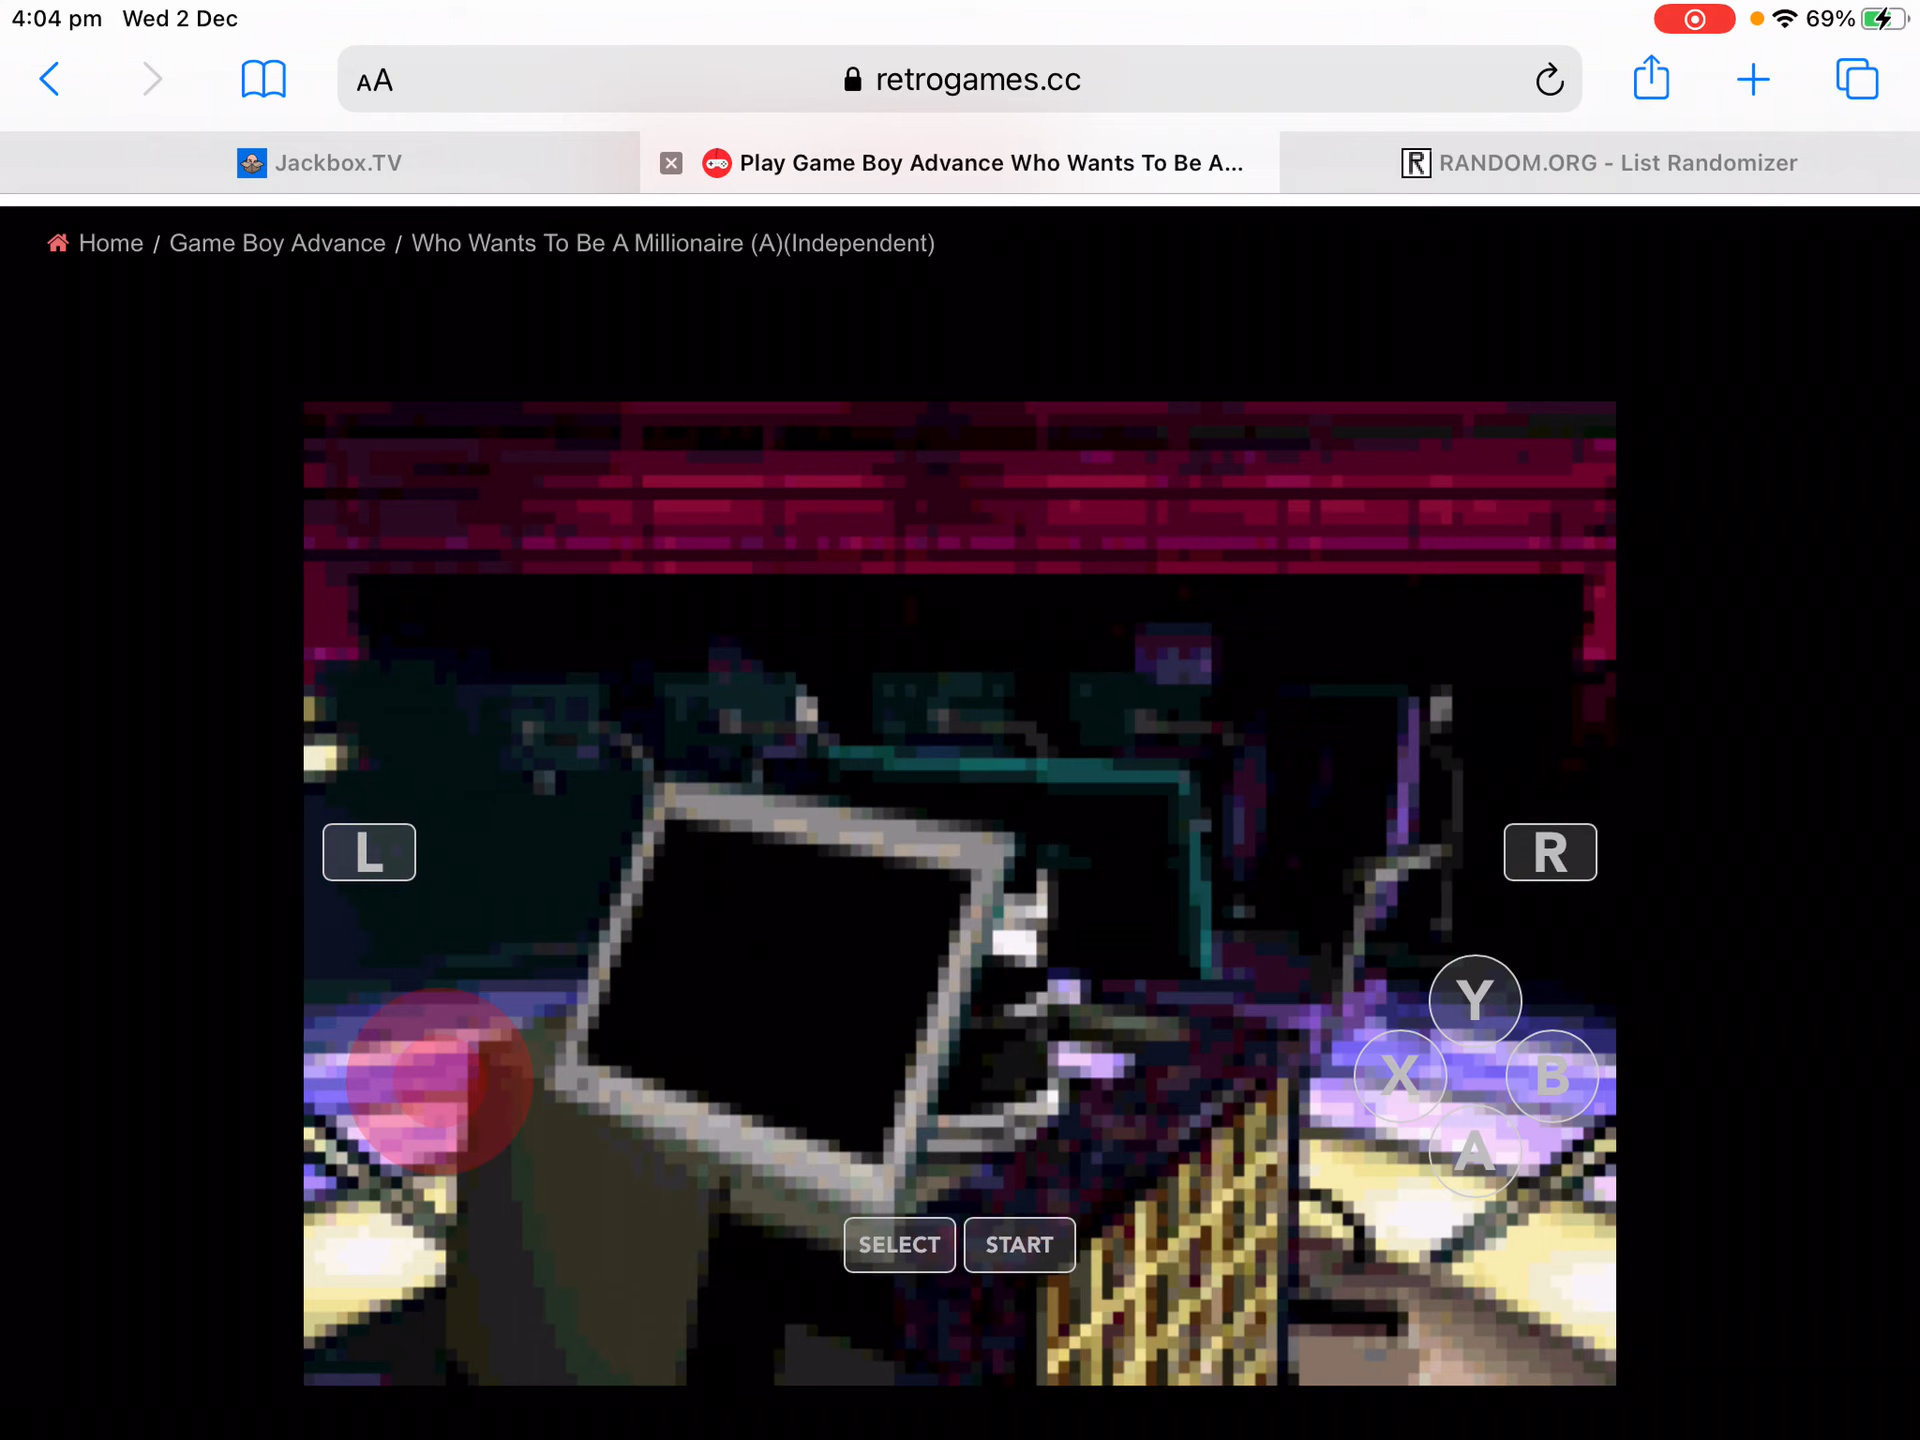 4:04 pm Wed 2 Dec
69%
AA
retrogames.cc
Jackbox.TV
Play Game Boy Advance Who Wants To Be A...
RANDOM.ORG - List Randomizer
Home / Game Boy Advance / Who Wants To Be A Millionaire (A)(Independent)
L
R
Y
X
B
A
SELECT
START